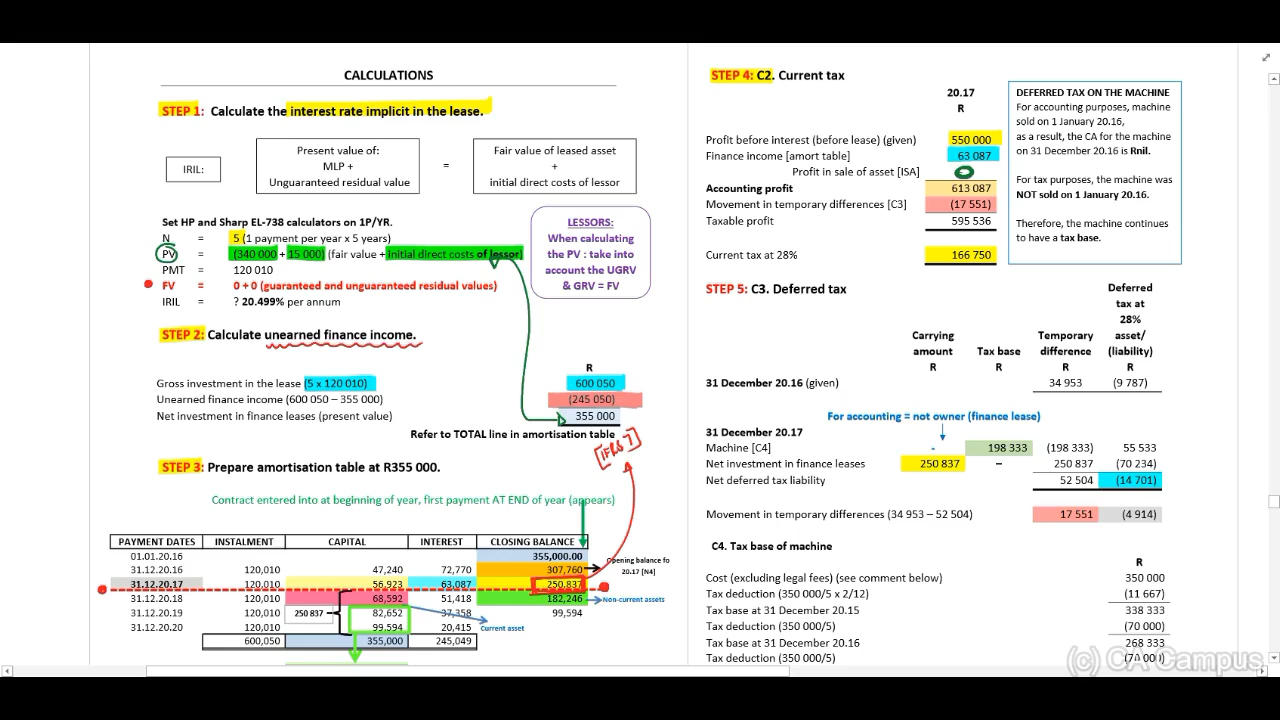 CALCULATIONS
STEP 1: Calculate the interest rate implicit in the lease.
IRIL:
Present value of:
MLP +
Unguaranteed residual value
=
Fair value of leased asset
+
initial direct costs of lessor
Set HP and Sharp EL-738 calculators on 1P/YR.
N = 5 (1 payment per year x 5 years)
PV = (340 000 + 15 000) (fair value + initial direct costs of lessor)
PMT = 120 010
FV = 0 + 0 (guaranteed and unguaranteed residual values)
IRIL = ? 20.499% per annum
LESSORS:
When calculating
the PV : take into
account the UGRV
& GRV = FV
STEP 2: Calculate unearned finance income.
R
Gross investment in the lease (5 x 120 010) 600 050
Unearned finance income (600 050 – 355 000) (245 050)
Net investment in finance leases (present value) 355 000
Refer to TOTAL line in amortisation table
[IFRS 7]
STEP 3: Prepare amortisation table at R355 000.
Contract entered into at beginning of year, first payment AT END of year (appears)
PAYMENT DATES INSTALMENT CAPITAL INTEREST CLOSING BALANCE
01.01.20.16 355,000.00
31.12.20.16 120,010 47,240 72,770 307,760
31.12.20.17 120,010 56,923 63,087 250,837
31.12.20.18 120,010 68,592 51,418 182,246
31.12.20.19 120,010 82,652 37,358 99,594
31.12.20.20 120,010 99,594 20,415
600,050 355,000 245,049
250 837
Opening balance fo
20.17 [N4]
Non-current assets
Current asset
STEP 4: C2. Current tax
20.17
R
Profit before interest (before lease) (given) 550 000
Finance income [amort table] 63 087
Profit in sale of asset [ISA]
Accounting profit 613 087
Movement in temporary differences [C3] (17 551)
Taxable profit 595 536
Current tax at 28% 166 750
DEFERRED TAX ON THE MACHINE
For accounting purposes, machine
sold on 1 January 20.16,
as a result, the CA for the machine
on 31 December 20.16 is Rnil.
For tax purposes, the machine was
NOT sold on 1 January 20.16.
Therefore, the machine continues
to have a tax base.
STEP 5: C3. Deferred tax
Carrying
amount
R
Tax base
R
Temporary
difference
R
Deferred
tax at
28%
asset/
(liability)
R
31 December 20.16 (given) 34 953 (9 787)
For accounting = not owner (finance lease)
31 December 20.17
Machine [C4] - 198 333 (198 333) 55 533
Net investment in finance leases 250 837 – 250 837 (70 234)
Net deferred tax liability 52 504 (14 701)
Movement in temporary differences (34 953 – 52 504) 17 551 (4 914)
C4. Tax base of machine
R
Cost (excluding legal fees) (see comment below) 350 000
Tax deduction (350 000/5 x 2/12) (11 667)
Tax base at 31 December 20.15 338 333
Tax deduction (350 000/5) (70 000)
Tax base at 31 December 20.16 268 333
Tax deduction (350 000/5) (70 000)
(c) CA Campus